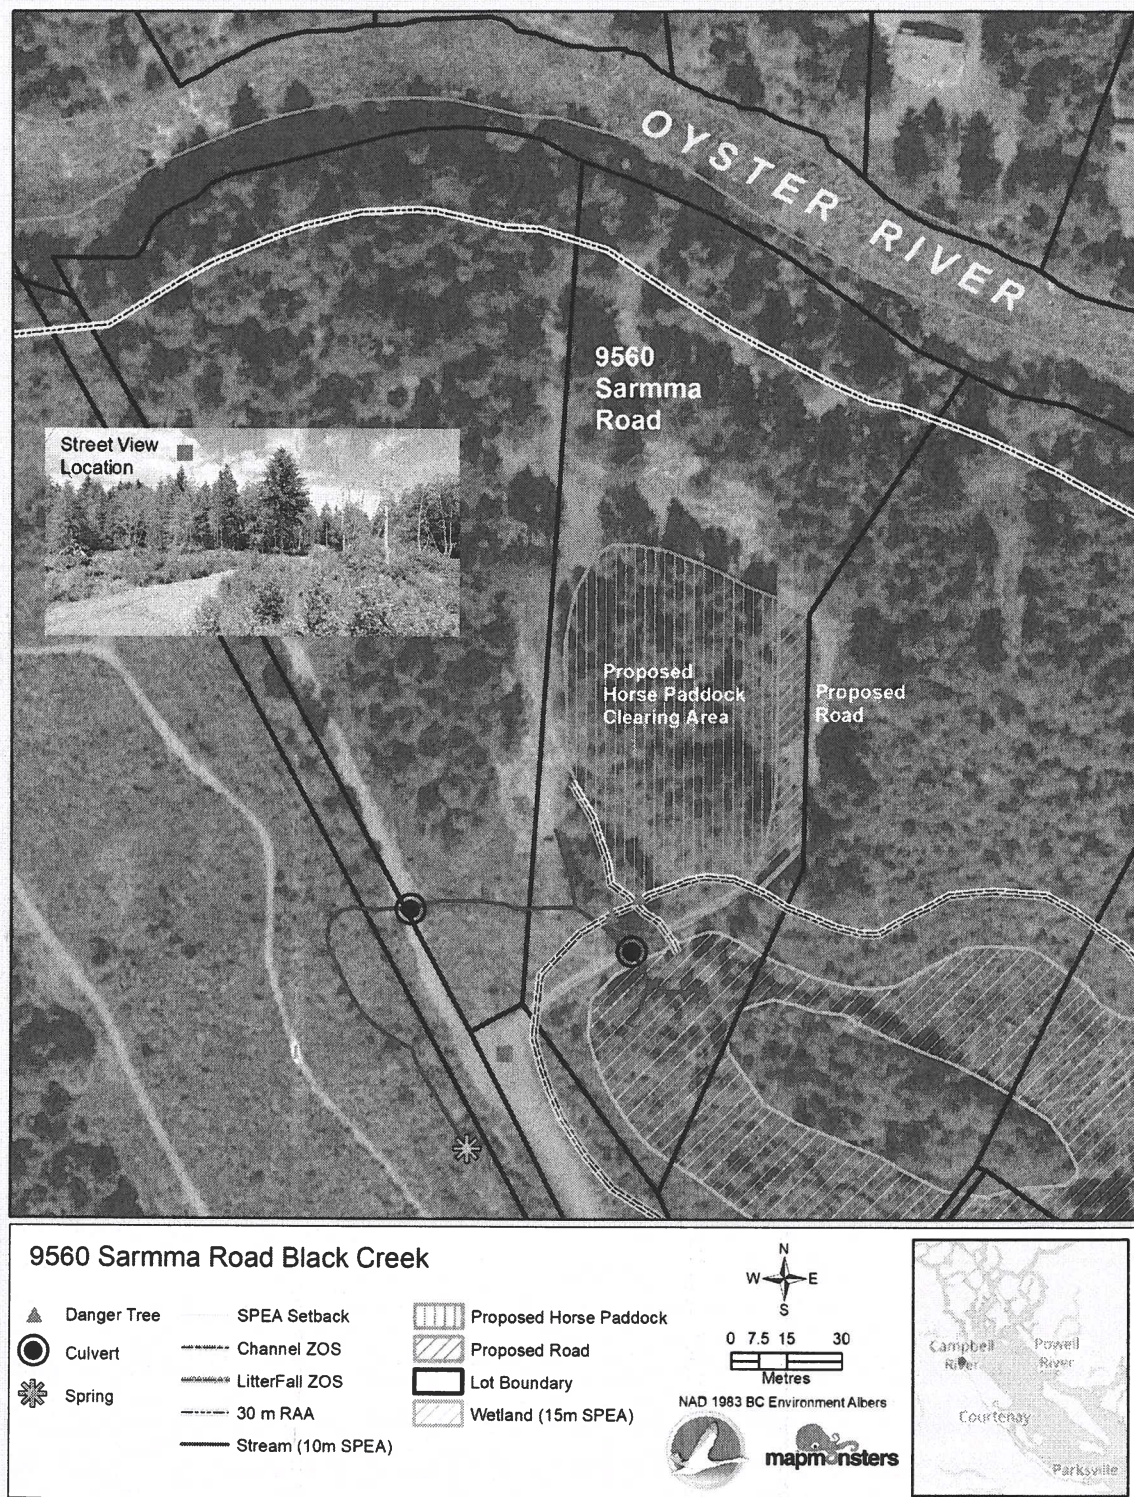 OYSTER RIVER
9560
Sarmma
Road
Street View
Location
Proposed
Horse Paddock
Clearing Area
Proposed
Road
9560 Sarmma Road Black Creek
Danger Tree
Culvert
Spring
SPEA Setback
Channel ZOS
LitterFall ZOS
30 m RAA
Stream (10m SPEA)
Proposed Horse Paddock
Proposed Road
Lot Boundary
Wetland (15m SPEA)
N
W E
S
0 7.5 15 30
Metres
NAD 1983 BC Environment Albers
mapmonsters
Campbell
River
Powell
River
Courtenay
Parksville